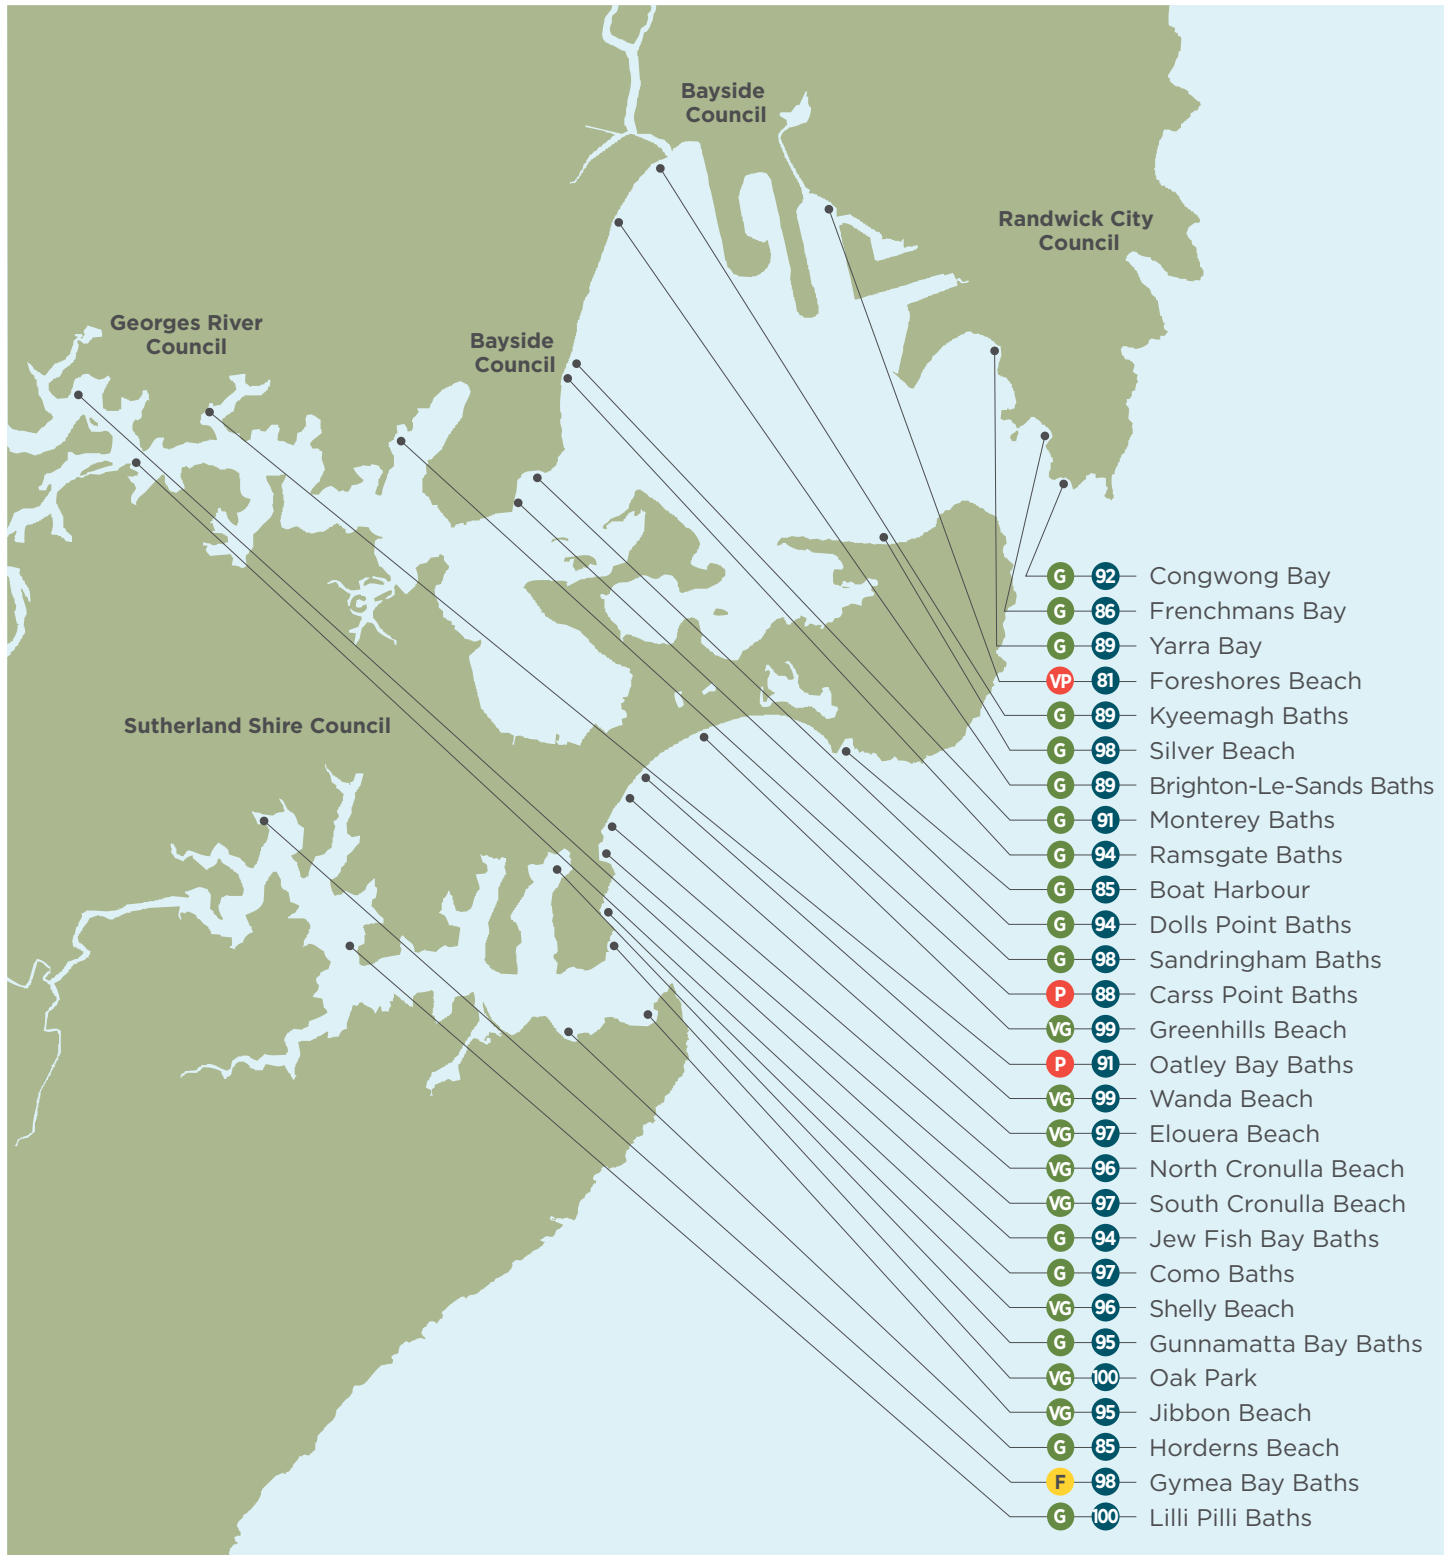 Bayside
Council
Randwick City
Council
Georges River
Council
Bayside
Council
Sutherland Shire Council
G 92 Congwong Bay
G 86 Frenchmans Bay
G 89 Yarra Bay
VP 81 Foreshores Beach
G 89 Kyeemagh Baths
G 98 Silver Beach
G 89 Brighton-Le-Sands Baths
G 91 Monterey Baths
G 94 Ramsgate Baths
G 85 Boat Harbour
G 94 Dolls Point Baths
G 98 Sandringham Baths
P 88 Carss Point Baths
VG 99 Greenhills Beach
P 91 Oatley Bay Baths
VG 99 Wanda Beach
VG 97 Elouera Beach
VG 96 North Cronulla Beach
VG 97 South Cronulla Beach
G 94 Jew Fish Bay Baths
G 97 Como Baths
VG 96 Shelly Beach
G 95 Gunnamatta Bay Baths
VG 100 Oak Park
VG 95 Jibbon Beach
G 85 Horderns Beach
F 98 Gymea Bay Baths
G 100 Lilli Pilli Baths